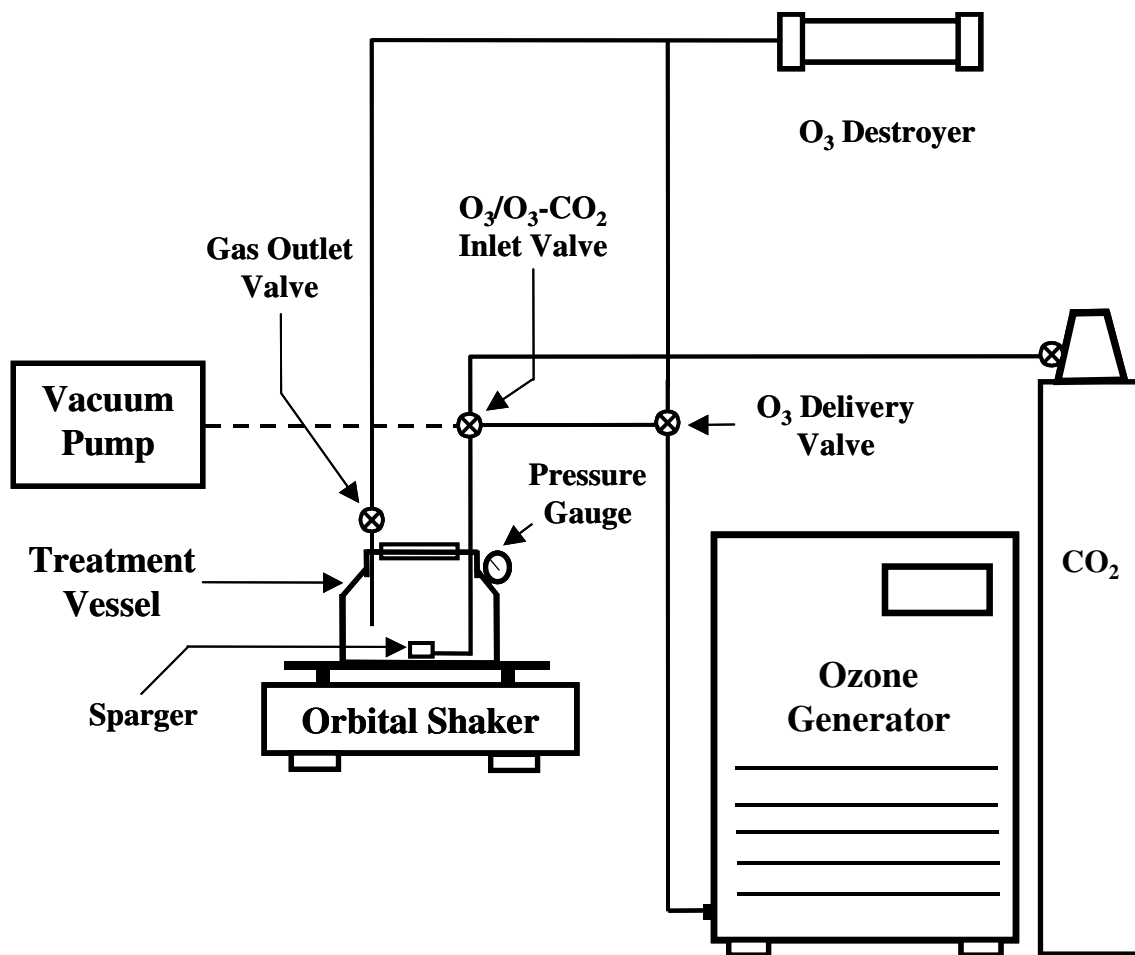 O₃ Destroyer
O₃/O₃-CO₂
Inlet Valve
Gas Outlet
Valve
Vacuum
Pump
O₃ Delivery
Valve
Pressure
Gauge
Treatment
Vessel
CO₂
Sparger
Orbital Shaker
Ozone
Generator